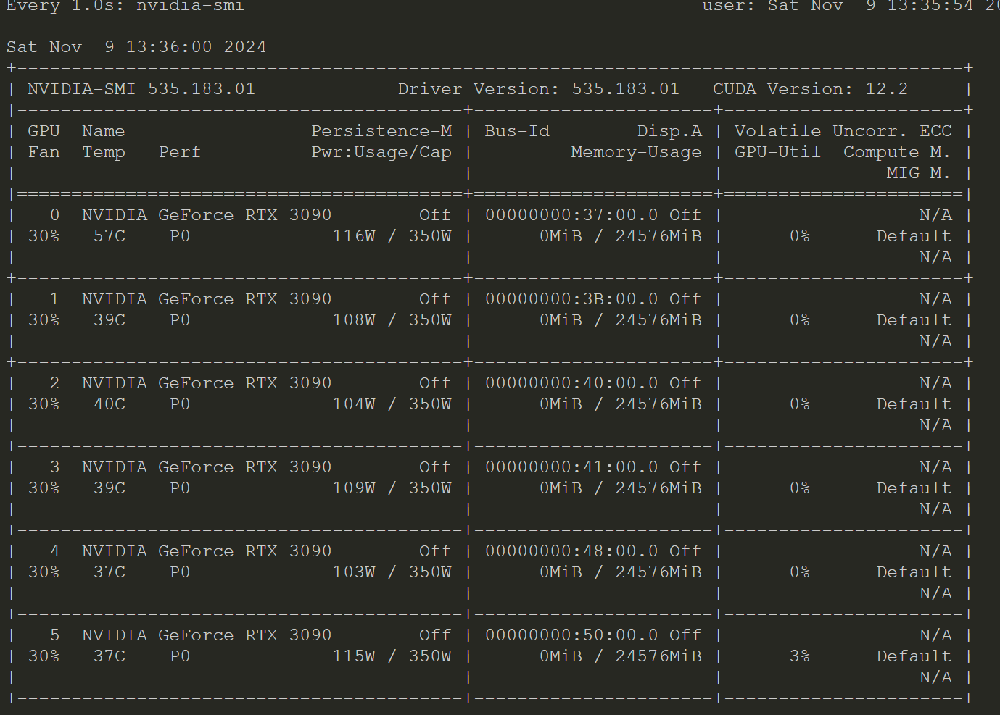 Every 1.0s: nvidia-smi                                          user: Sat Nov  9 13:35:54
Sat Nov  9 13:36:00 2024
+---------------------------------------------------------------------------------------+
| NVIDIA-SMI 535.183.01             Driver Version: 535.183.01   CUDA Version: 12.2     |
|-----------------------------------------+----------------------+----------------------+
| GPU  Name                 Persistence-M | Bus-Id        Disp.A | Volatile Uncorr. ECC |
| Fan  Temp   Perf          Pwr:Usage/Cap |         Memory-Usage | GPU-Util  Compute M. |
|                                         |                      |               MIG M. |
|=========================================+======================+======================|
|   0  NVIDIA GeForce RTX 3090        Off | 00000000:37:00.0 Off |                  N/A |
| 30%   57C    P0             116W / 350W |      0MiB / 24576MiB |      0%      Default |
|                                         |                      |                  N/A |
+-----------------------------------------+----------------------+----------------------+
|   1  NVIDIA GeForce RTX 3090        Off | 00000000:3B:00.0 Off |                  N/A |
| 30%   39C    P0             108W / 350W |      0MiB / 24576MiB |      0%      Default |
|                                         |                      |                  N/A |
+-----------------------------------------+----------------------+----------------------+
|   2  NVIDIA GeForce RTX 3090        Off | 00000000:40:00.0 Off |                  N/A |
| 30%   40C    P0             104W / 350W |      0MiB / 24576MiB |      0%      Default |
|                                         |                      |                  N/A |
+-----------------------------------------+----------------------+----------------------+
|   3  NVIDIA GeForce RTX 3090        Off | 00000000:41:00.0 Off |                  N/A |
| 30%   39C    P0             109W / 350W |      0MiB / 24576MiB |      0%      Default |
|                                         |                      |                  N/A |
+-----------------------------------------+----------------------+----------------------+
|   4  NVIDIA GeForce RTX 3090        Off | 00000000:48:00.0 Off |                  N/A |
| 30%   37C    P0             103W / 350W |      0MiB / 24576MiB |      0%      Default |
|                                         |                      |                  N/A |
+-----------------------------------------+----------------------+----------------------+
|   5  NVIDIA GeForce RTX 3090        Off | 00000000:50:00.0 Off |                  N/A |
| 30%   37C    P0             115W / 350W |      0MiB / 24576MiB |      3%      Default |
|                                         |                      |                  N/A |
+-----------------------------------------+----------------------+----------------------+